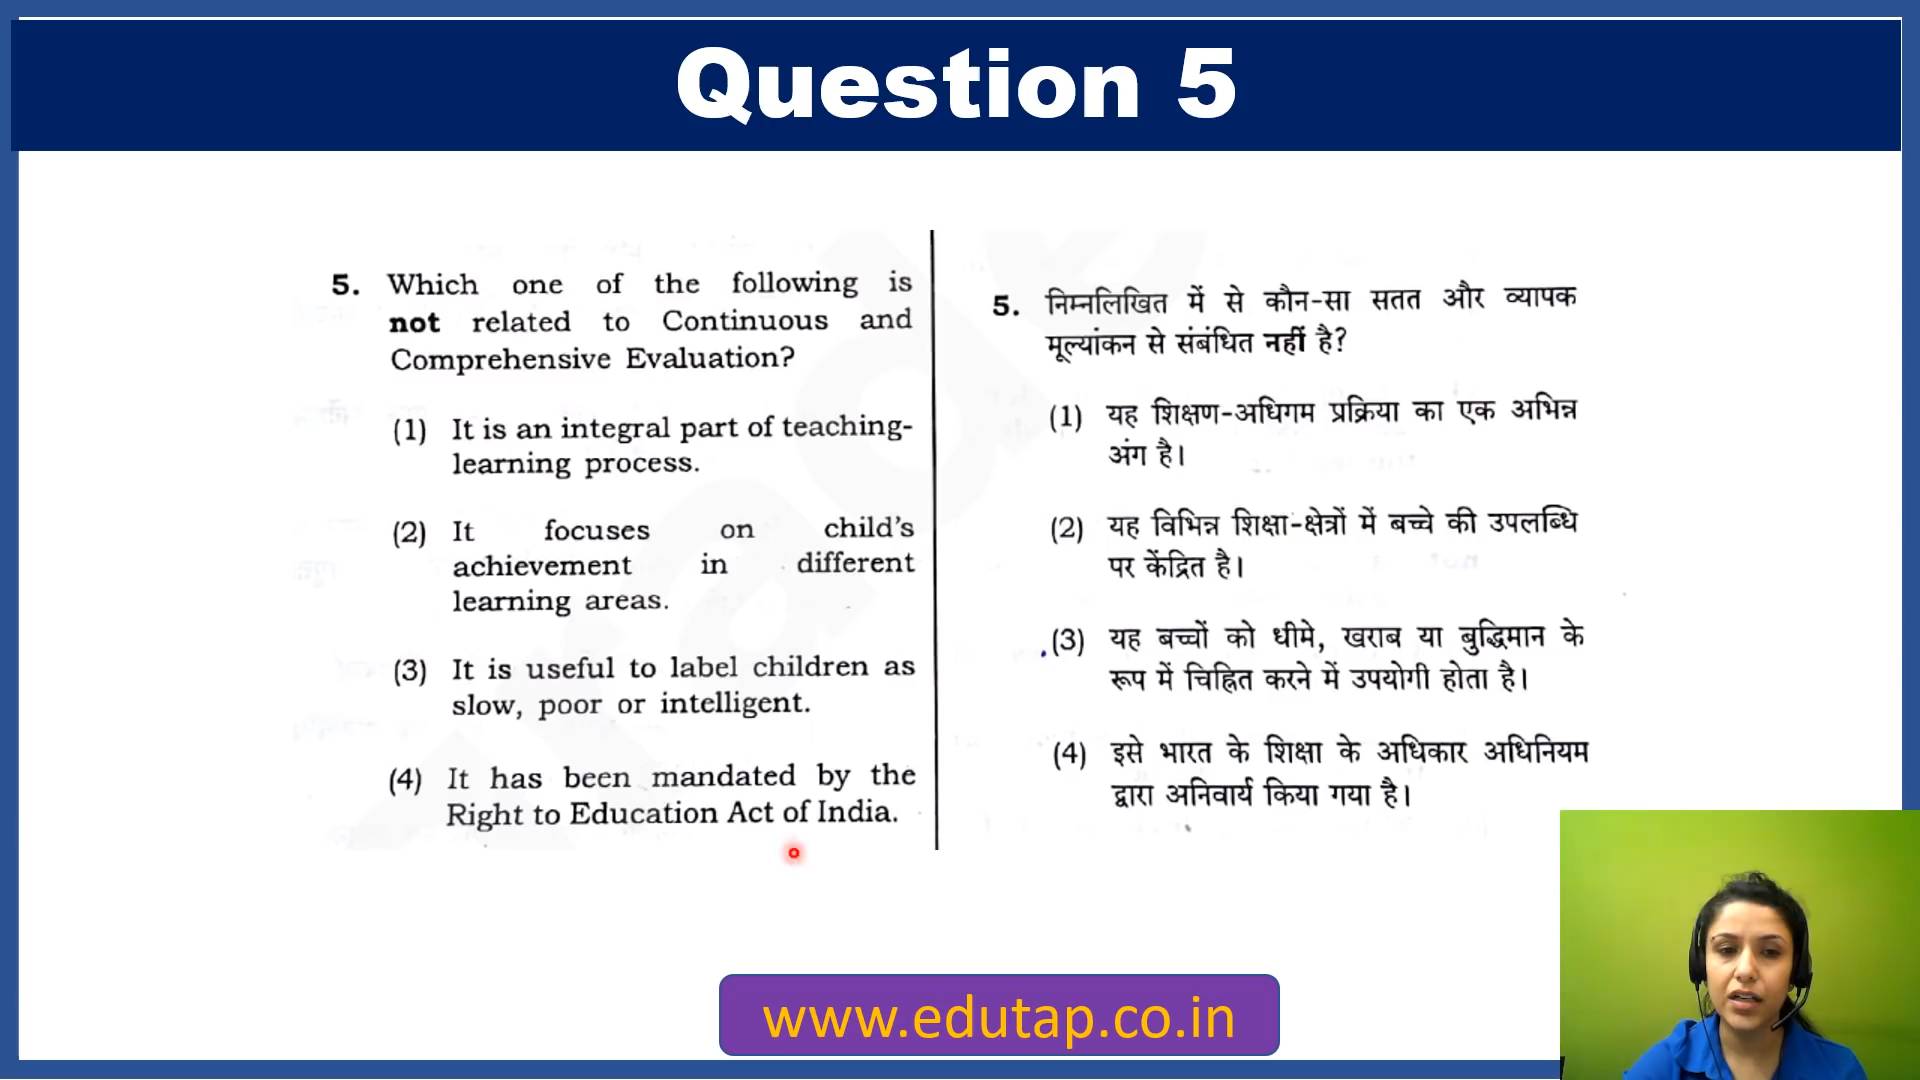 Question 5
5. Which one of the following is
not related to Continuous and
Comprehensive Evaluation?
(1) It is an integral part of teaching-
learning process.
(2) It focuses on child's
achievement in different
learning areas.
(3) It is useful to label children as
slow, poor or intelligent.
(4) It has been mandated by the
Right to Education Act of India.
5. निम्नलिखित में से कौन-सा सतत और व्यापक
मूल्यांकन से संबंधित नहीं है?
(1) यह शिक्षण-अधिगम प्रक्रिया का एक अभिन्न
अंग है।
(2) यह विभिन्न शिक्षा-क्षेत्रों में बच्चे की उपलब्धि
पर केंद्रित है।
(3) यह बच्चों को धीमे, खराब या बुद्धिमान के
रूप में चिह्नित करने में उपयोगी होता है।
(4) इसे भारत के शिक्षा के अधिकार अधिनियम
द्वारा अनिवार्य किया गया है।
www.edutap.co.in